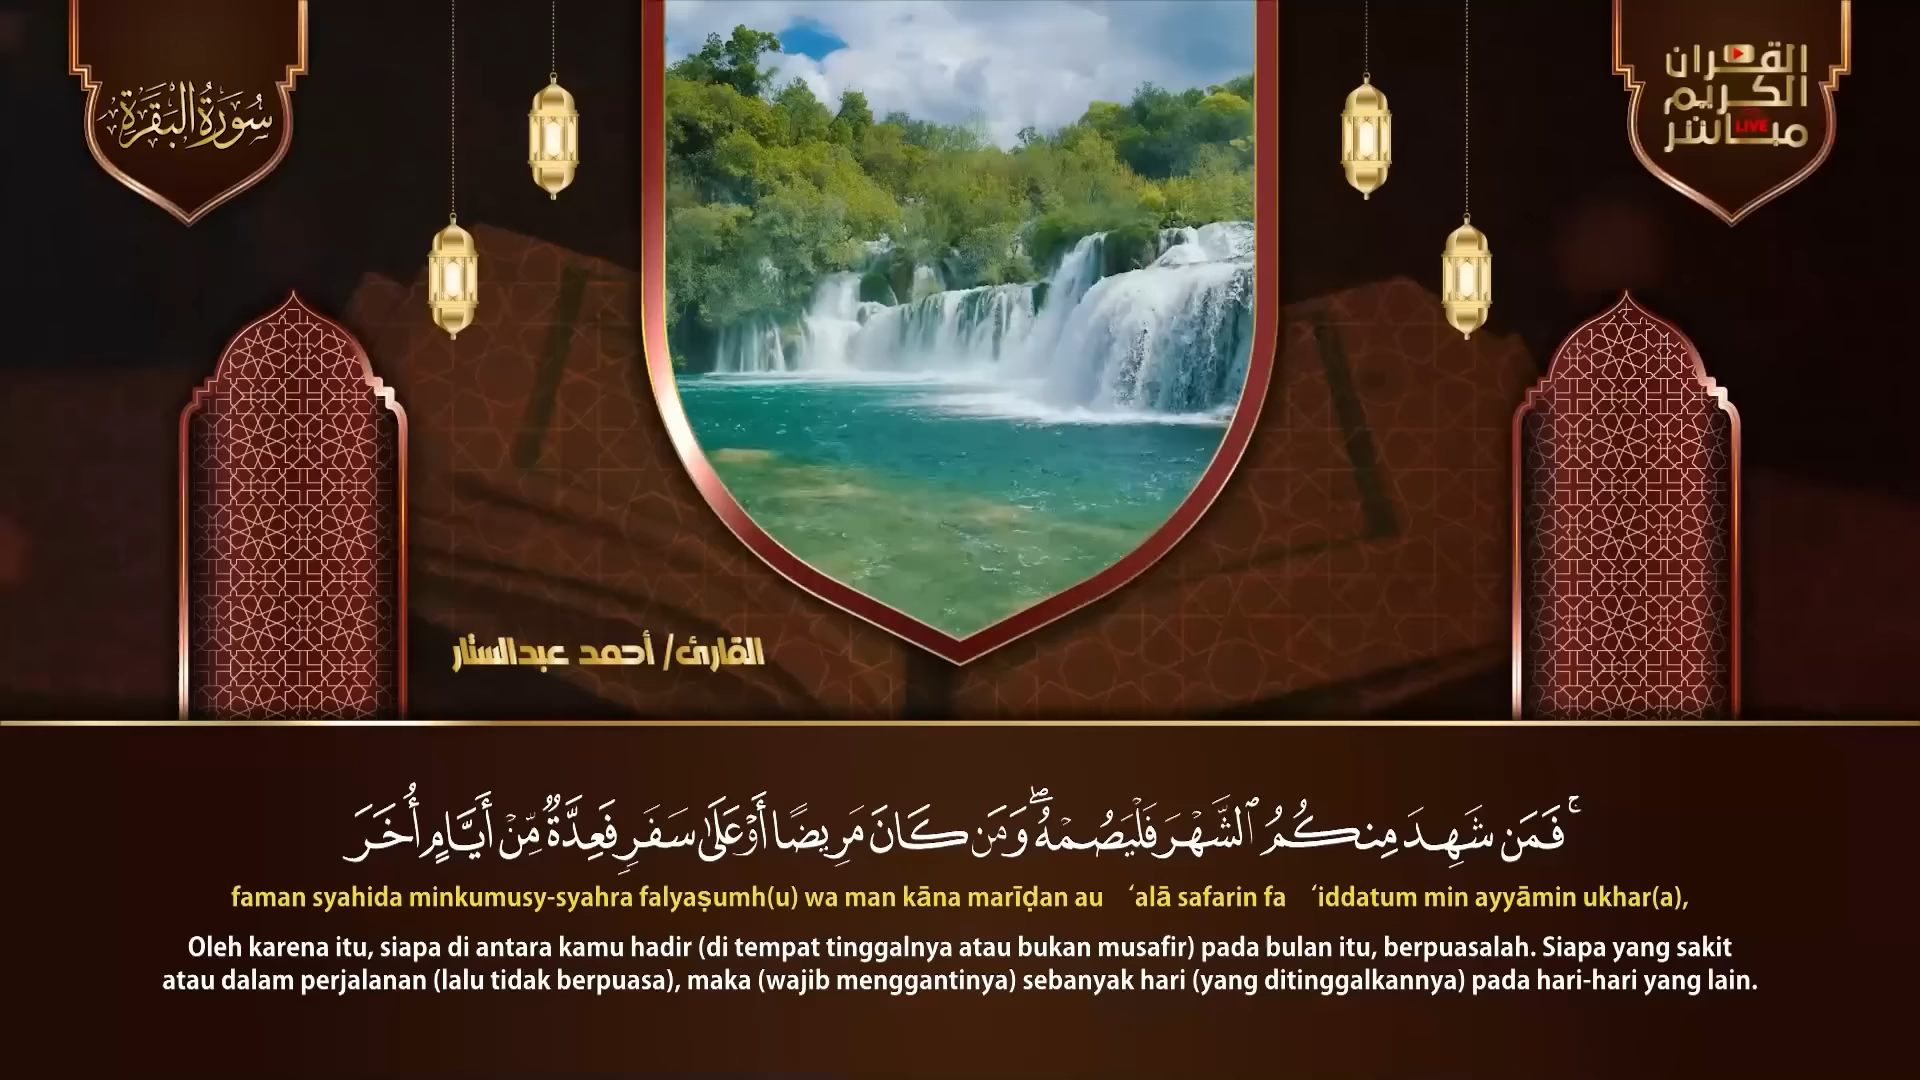 سُورَةُ البَقَرَةِ
القرآن
الكريم
مباشر
LIVE
القارئ/ أحمد عبدالستار
ۚ فَمَن شَهِدَ مِنكُمُ ٱلشَّهْرَ فَلْيَصُمْهُ ۖ وَمَن كَانَ مَرِيضًا أَوْ عَلَىٰ سَفَرٍ فَعِدَّةٌ مِّنْ أَيَّامٍ أُخَرَ
faman syahida minkumusy-syahra falyaṣumh(u) wa man kāna marīḍan au ‘alā safarin fa ‘iddatum min ayyāmin ukhar(a),
Oleh karena itu, siapa di antara kamu hadir (di tempat tinggalnya atau bukan musafir) pada bulan itu, berpuasalah. Siapa yang sakit
atau dalam perjalanan (lalu tidak berpuasa), maka (wajib menggantinya) sebanyak hari (yang ditinggalkannya) pada hari-hari yang lain.